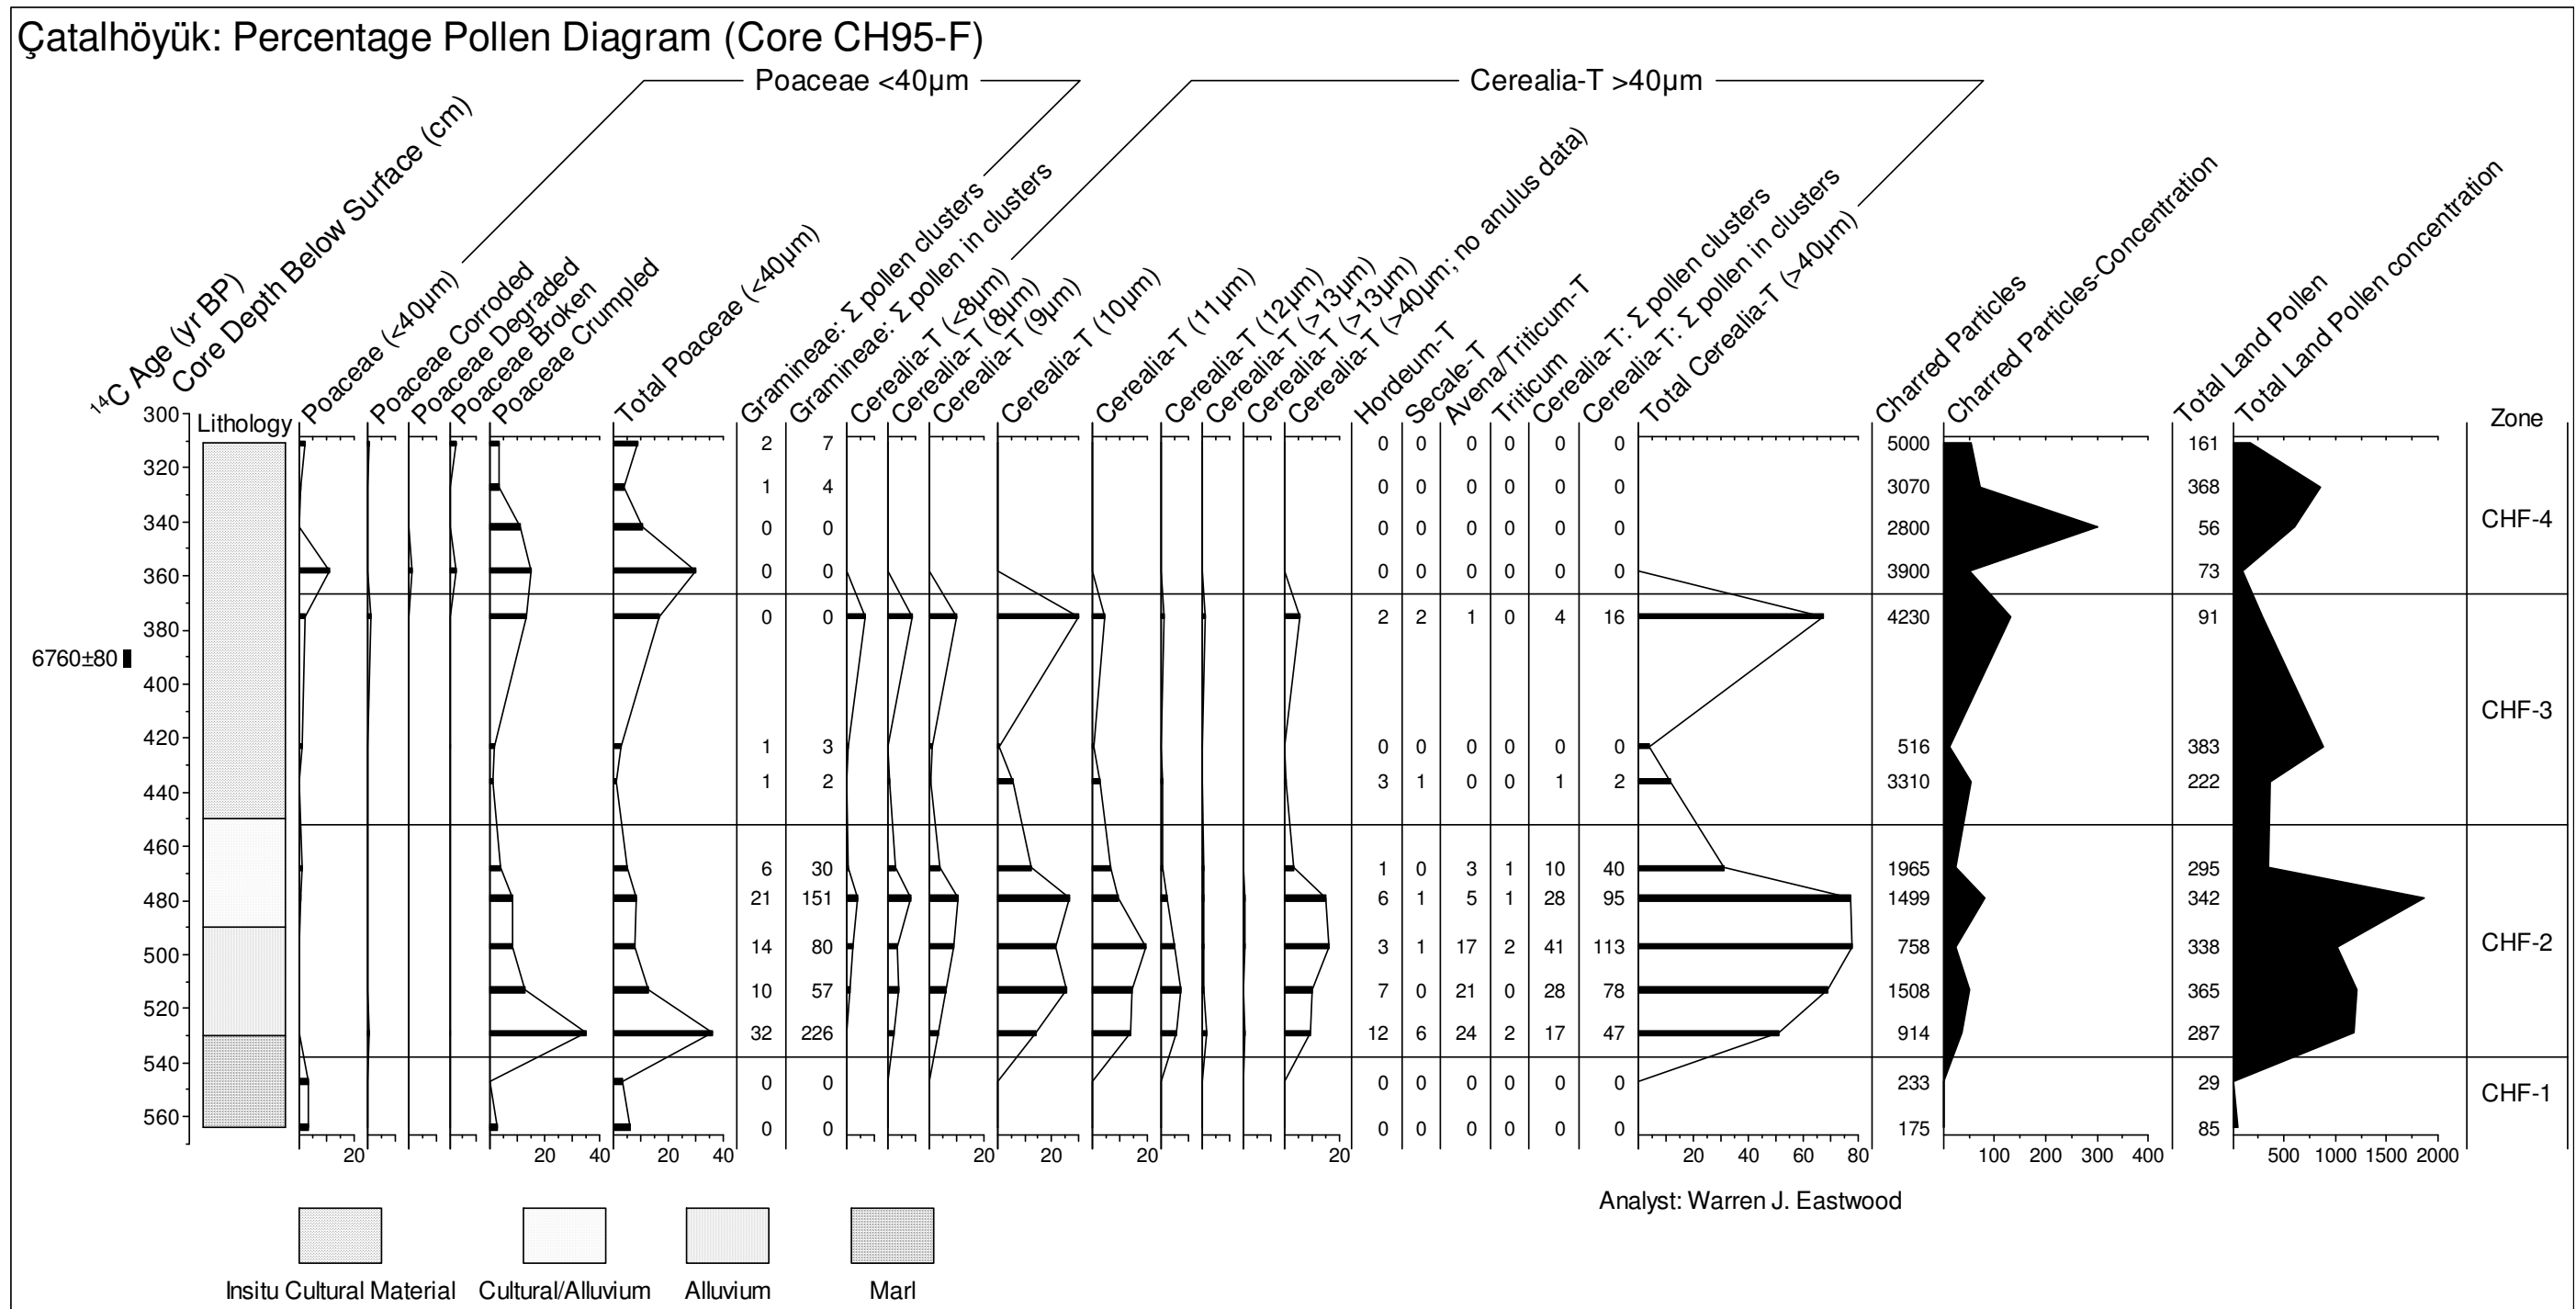 Çatalhöyük: Percentage Pollen Diagram (Core CH95-F)
Poaceae <40µm
Cerealia-T >40µm
¹⁴C Age (yr BP)
Core Depth Below Surface (cm)
Lithology
Poaceae (<40µm)
Poaceae Corroded
Poaceae Degraded
Poaceae Broken
Poaceae Crumpled
Total Poaceae (<40µm)
Gramineae: Σ pollen clusters
Gramineae: Σ pollen in clusters
Cerealia-T (<8µm)
Cerealia-T (8µm)
Cerealia-T (9µm)
Cerealia-T (10µm)
Cerealia-T (11µm)
Cerealia-T (12µm)
Cerealia-T (>13µm)
Cerealia-T (>13µm)
Cerealia-T (>40µm; no anulus data)
Hordeum-T
Secale-T
Avena/Triticum-T
Triticum
Cerealia-T: Σ pollen clusters
Cerealia-T: Σ pollen in clusters
Total Cerealia-T (>40µm)
Charred Particles
Charred Particles-Concentration
Total Land Pollen
Total Land Pollen concentration
Zone
300
320
340
360
380
400
420
440
460
480
500
520
540
560
6760±80
2 7 0 0 0 0 0 0 5000 161
1 4 0 0 0 0 0 0 3070 368
0 0 0 0 0 0 0 0 2800 56
0 0 0 0 0 0 0 0 3900 73
0 0 2 2 1 0 4 16 4230 91
1 3 0 0 0 0 0 0 516 383
1 2 3 1 0 0 1 2 3310 222
6 30 1 0 3 1 10 40 1965 295
21 151 6 1 5 1 28 95 1499 342
14 80 3 1 17 2 41 113 758 338
10 57 7 0 21 0 28 78 1508 365
32 226 12 6 24 2 17 47 914 287
0 0 0 0 0 0 0 0 233 29
0 0 0 0 0 0 0 0 175 85
CHF-4
CHF-3
CHF-2
CHF-1
20 20 40 20 40 20 20 20 20 20 40 60 80 100 200 300 400 500 1000 1500 2000
Analyst: Warren J. Eastwood
Insitu Cultural Material Cultural/Alluvium Alluvium Marl